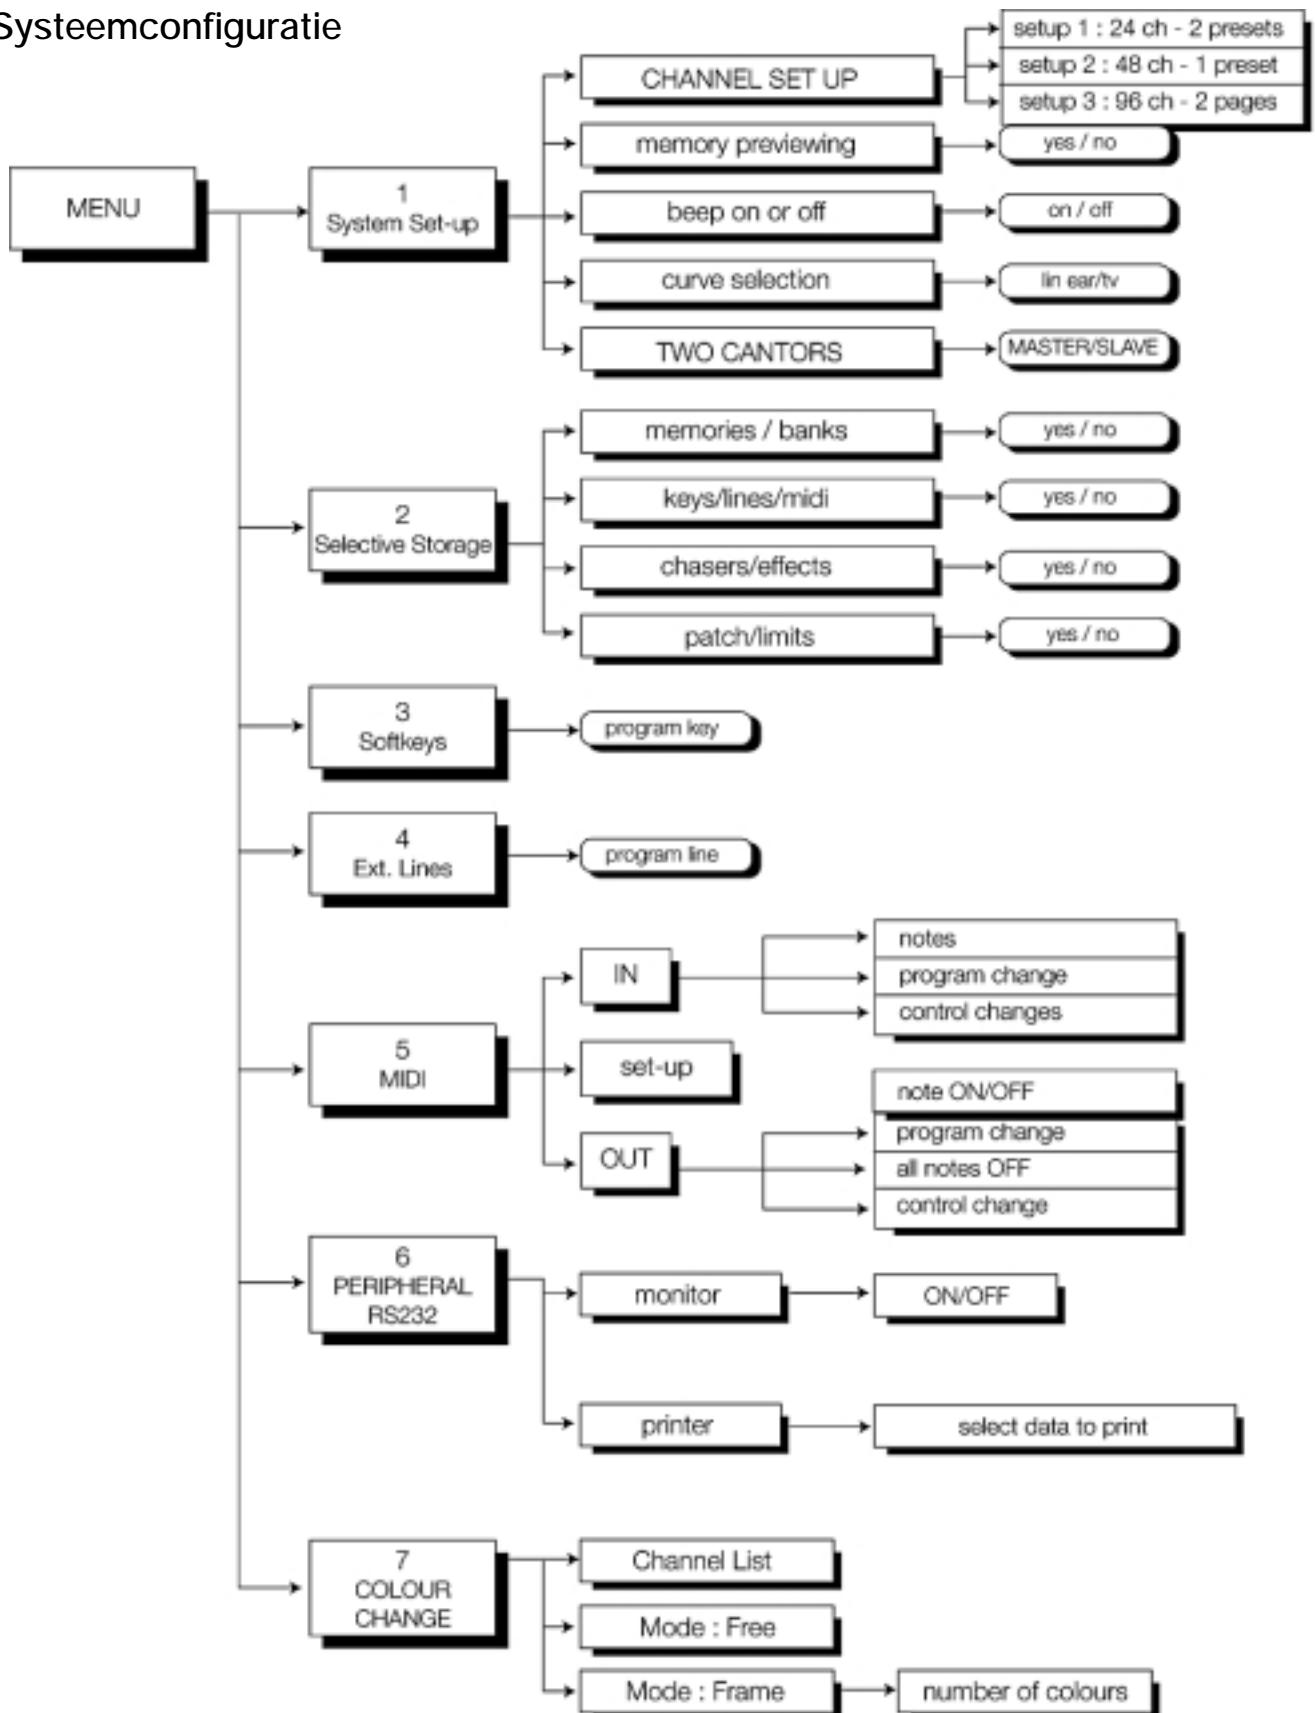 Systeemconfiguratie
MENU
1
System Set-up
CHANNEL SET UP
setup 1 : 24 ch - 2 presets
setup 2 : 48 ch - 1 preset
setup 3 : 96 ch - 2 pages
memory previewing
yes / no
beep on or off
on / off
curve selection
lin ear/tv
TWO CANTORS
MASTER/SLAVE
2
Selective Storage
memories / banks
yes / no
keys/lines/midi
yes / no
chasers/effects
yes / no
patch/limits
yes / no
3
Softkeys
program key
4
Ext. Lines
program line
5
MIDI
IN
notes
program change
control changes
set-up
OUT
note ON/OFF
program change
all notes OFF
control change
6
PERIPHERAL
RS232
monitor
ON/OFF
printer
select data to print
7
COLOUR
CHANGE
Channel List
Mode : Free
Mode : Frame
number of colours